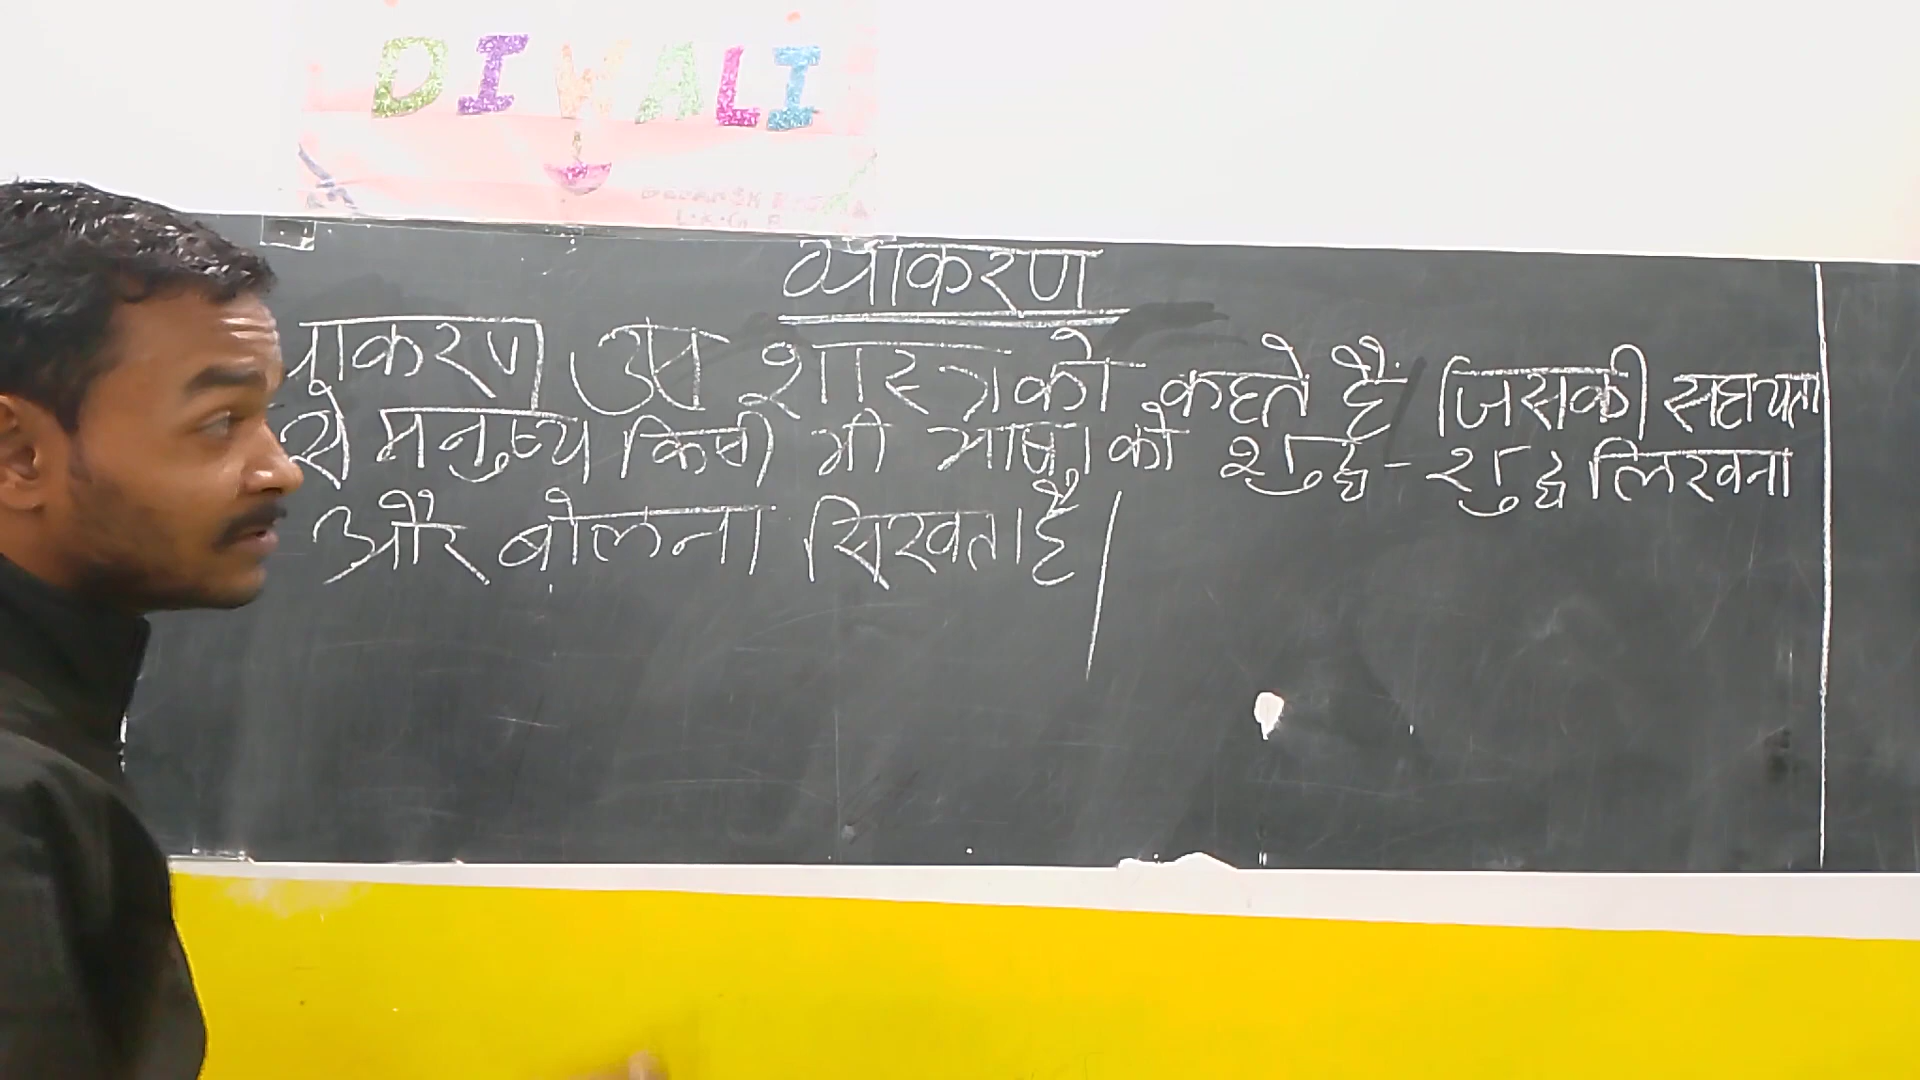 DIWALI
L.K.G B
व्याकरण
व्याकरण उस शास्त्र को कहते हैं जिसकी सहायता
से मनुष्य किसी भी भाषा को शुद्ध - शुद्ध लिखना
और बोलना सिखता है|